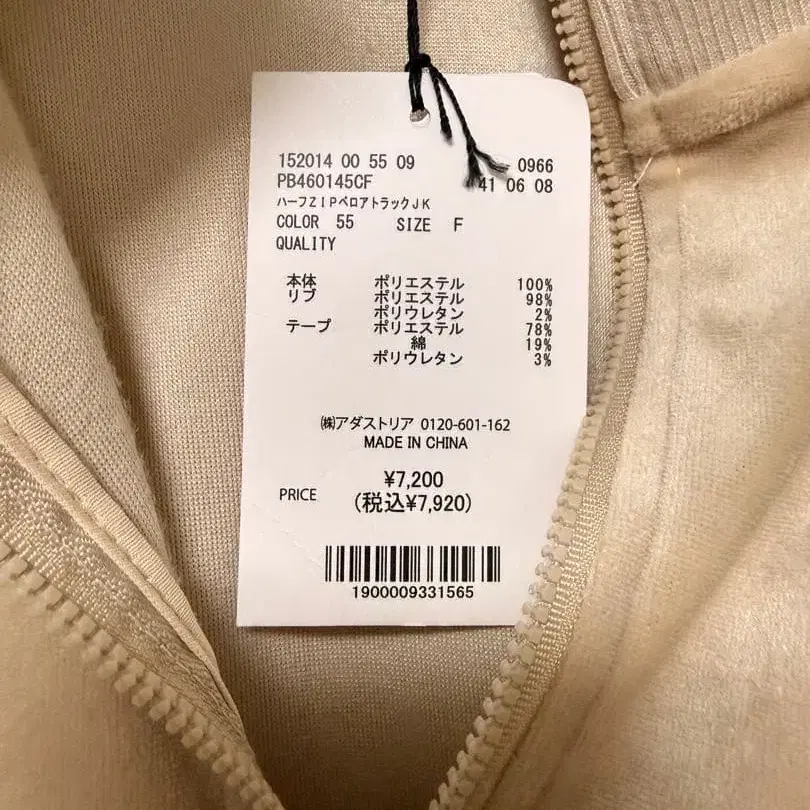 152014 00 55 09 0966
PB460145CF 41 06 08
ハーフZIPベロアトラックJK
COLOR 55 SIZE F
QUALITY
本体 ポリエステル 100%
リブ ポリエステル 98%
ポリウレタン 2%
テープ ポリエステル 78%
綿 19%
ポリウレタン 3%
㈱アダストリア 0120-601-162
MADE IN CHINA
¥7,200
PRICE (税込¥7,920)
1900009331565